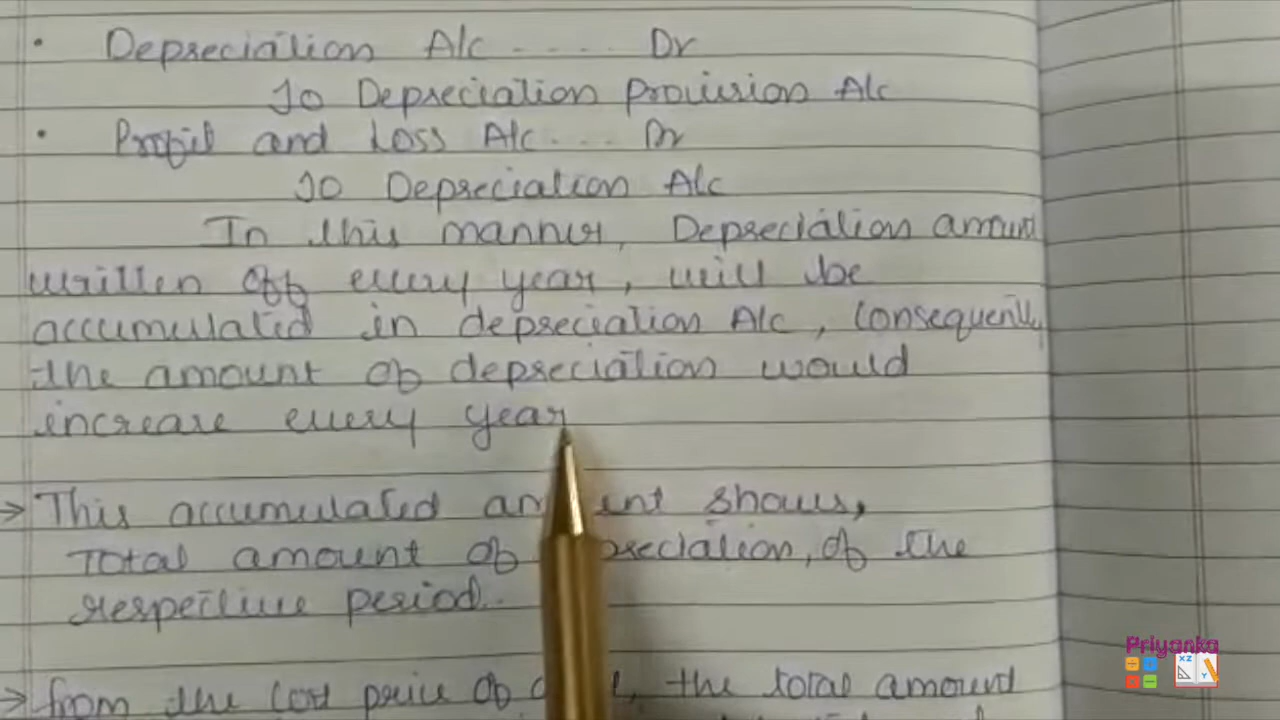 • Depreciation A/c .... Dr
To Depreciation Provision A/c
• Profit and Loss A/c.... Dr
To Depreciation A/c
In this manner, Depreciation amount
written off every year, will be
accumulated in depreciation A/c, Consequently
the amount of depreciation would
increase every year
→ This accumulated amount shows,
Total amount of depreciation, of the
respective period.
→ from the cost price of the total amount
Priyanka